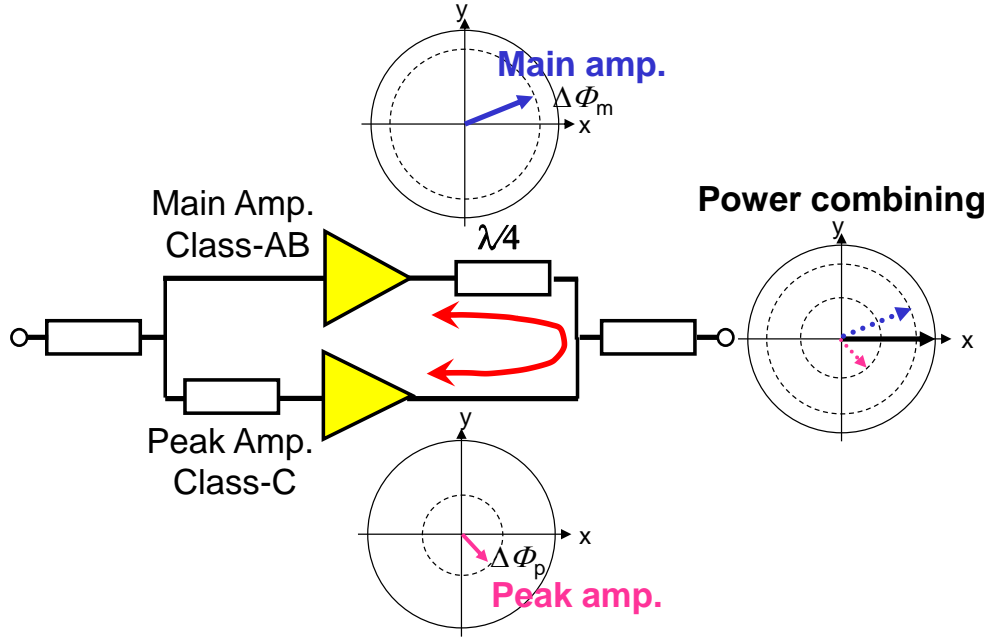 y
Main amp.
ΔΦm
x
Main Amp.
Class-AB
λ/4
Power combining
y
x
Peak Amp.
Class-C
y
x
ΔΦp
Peak amp.